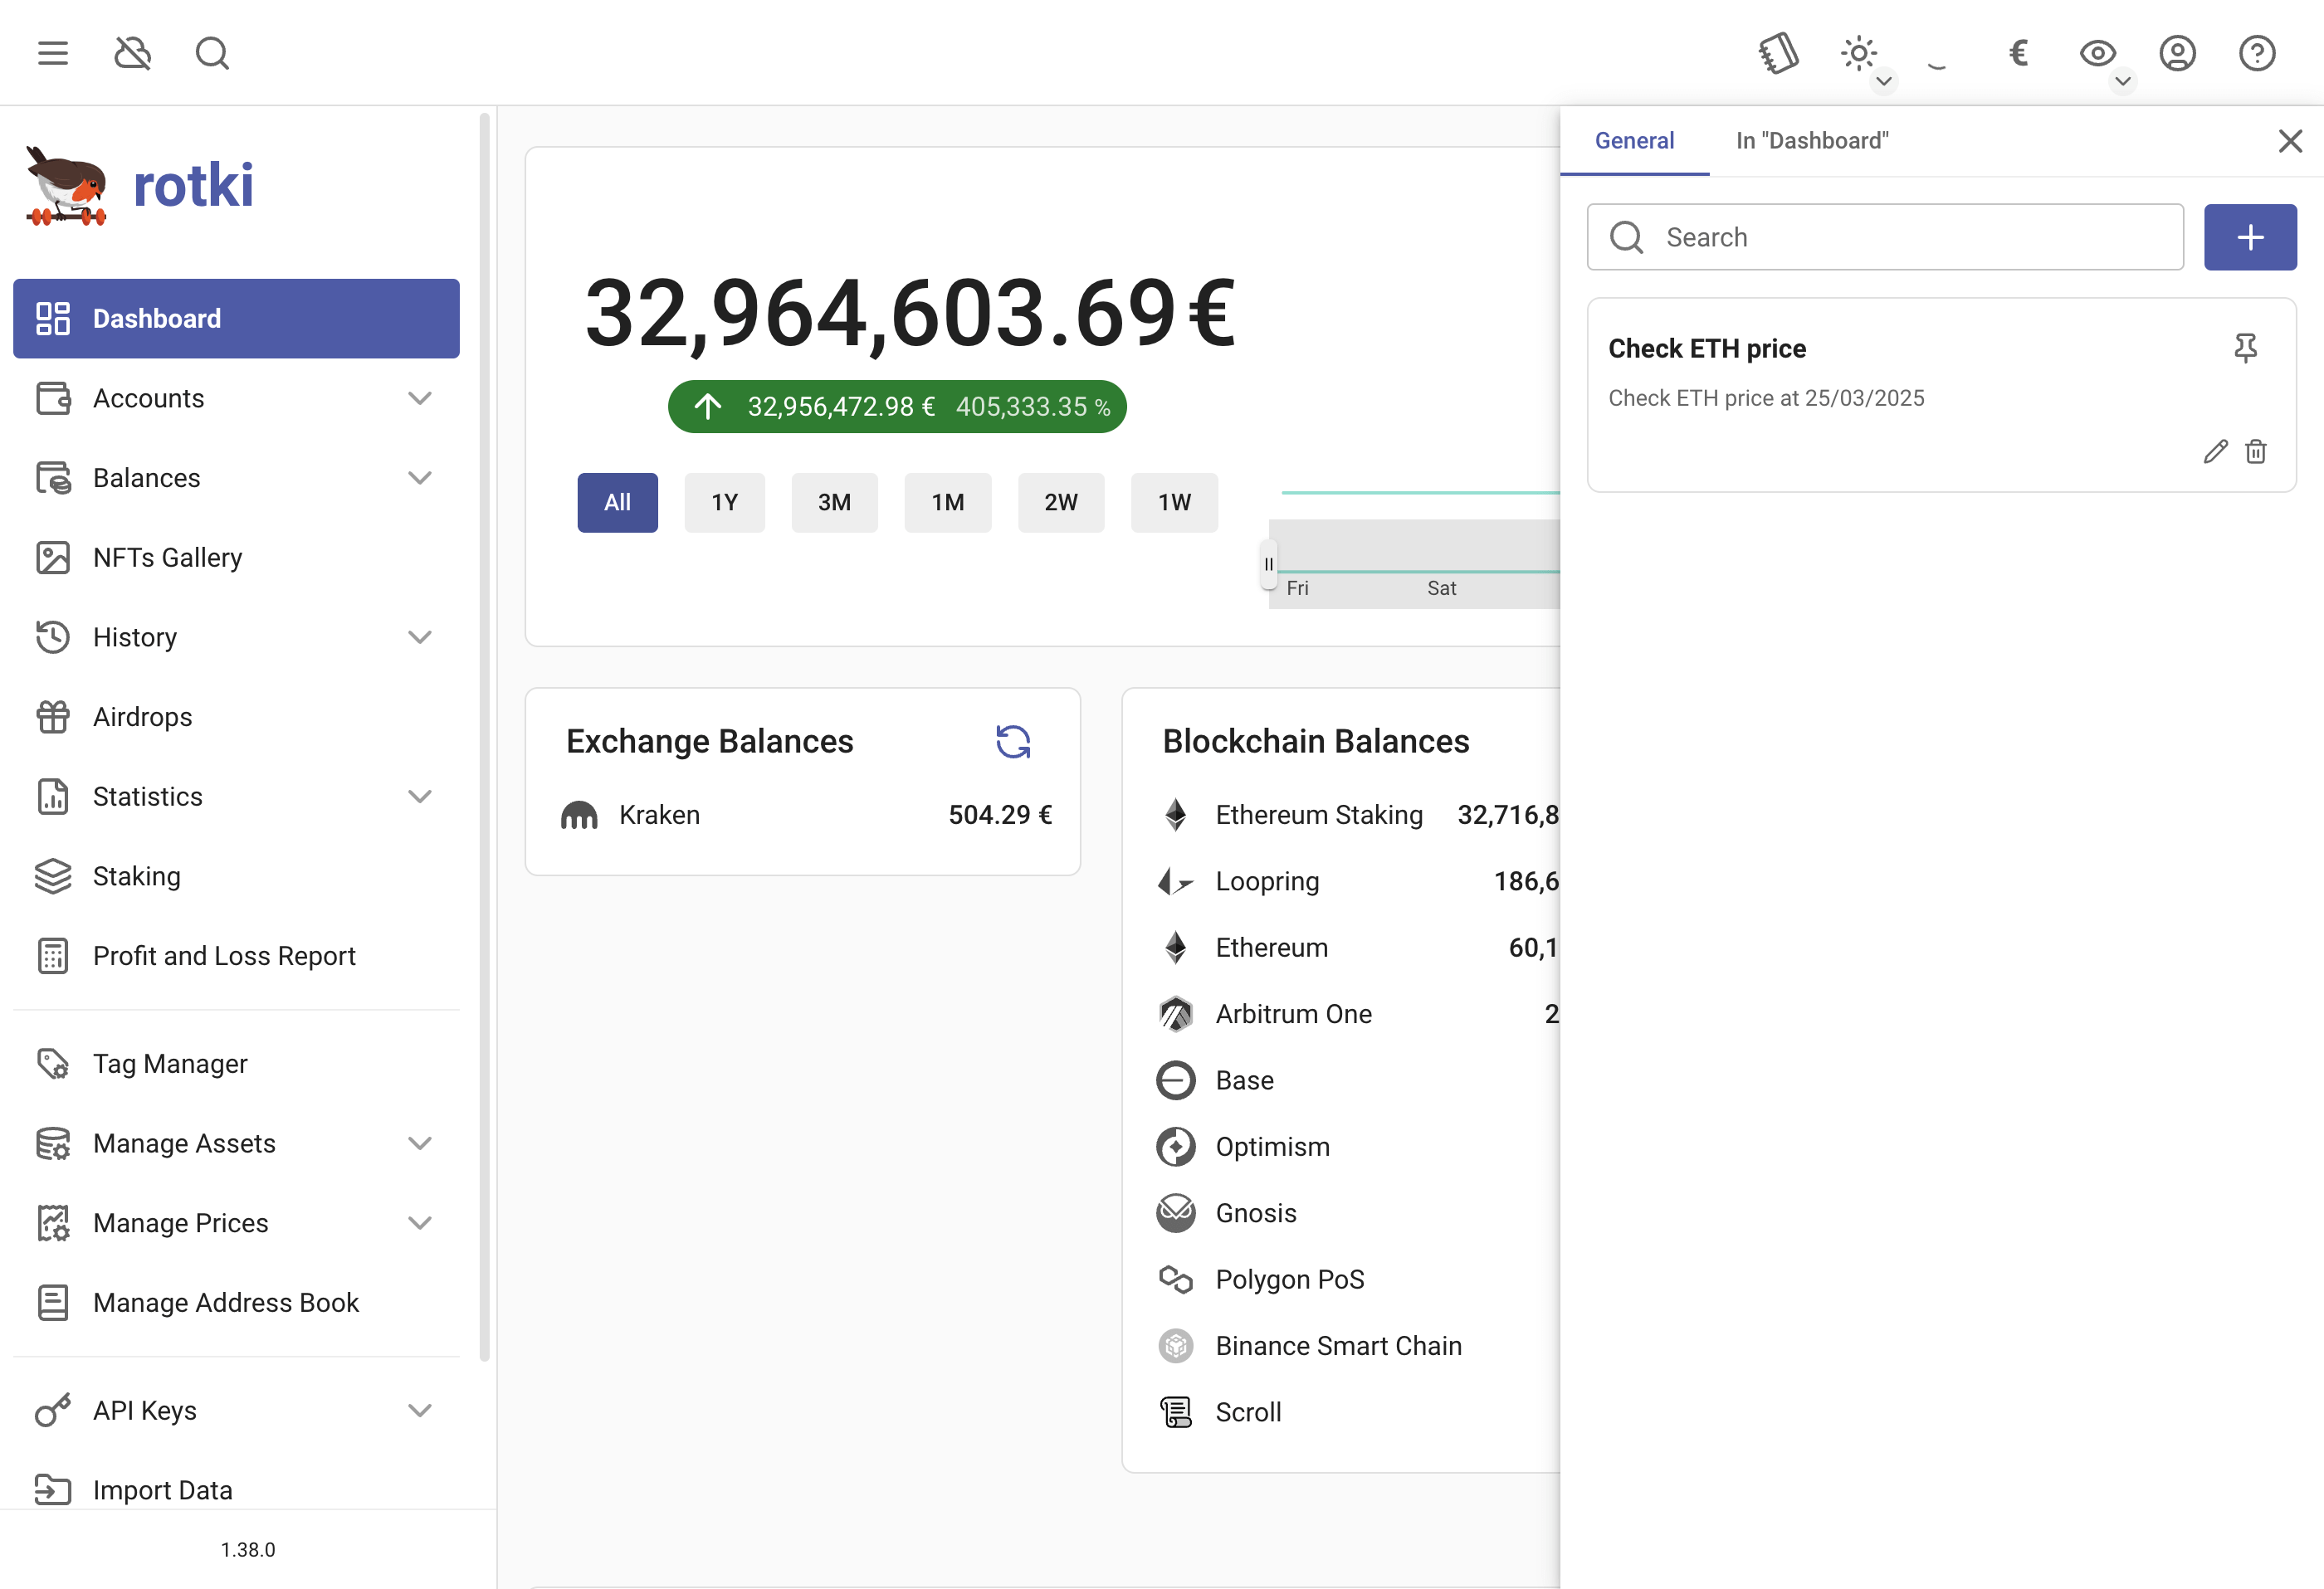 €
rotki
Dashboard
Accounts
Balances
NFTs Gallery
History
Airdrops
Statistics
Staking
Profit and Loss Report
Tag Manager
Manage Assets
Manage Prices
Manage Address Book
API Keys
Import Data
1.38.0
32,964,603.69€
32,956,472.98 € 405,333.35 %
All 1Y 3M 1M 2W 1W
Fri Sat
Exchange Balances
Kraken 504.29 €
Blockchain Balances
Ethereum Staking 32,716,8
Loopring 186,6
Ethereum 60,1
Arbitrum One 2
Base
Optimism
Gnosis
Polygon PoS
Binance Smart Chain
Scroll
General In "Dashboard"
Search
Check ETH price
Check ETH price at 25/03/2025